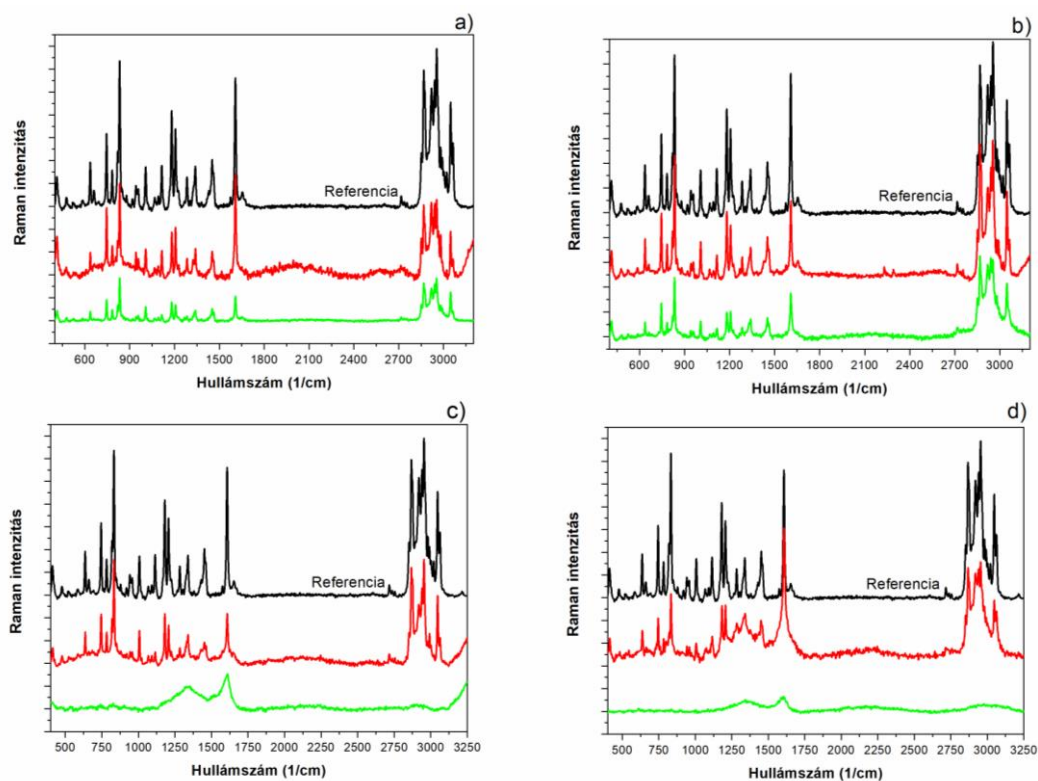 a)
Raman intenzitás
Referencia
600 900 1200 1500 1800 2100 2400 2700 3000
Hullámszám (1/cm)
b)
Raman intenzitás
Referencia
600 900 1200 1500 1800 2100 2400 2700 3000
Hullámszám (1/cm)
c)
Raman intenzitás
Referencia
500 750 1000 1250 1500 1750 2000 2250 2500 2750 3000 3250
Hullámszám (1/cm)
d)
Raman intenzitás
Referencia
500 750 1000 1250 1500 1750 2000 2250 2500 2750 3000 3250
Hullámszám (1/cm)